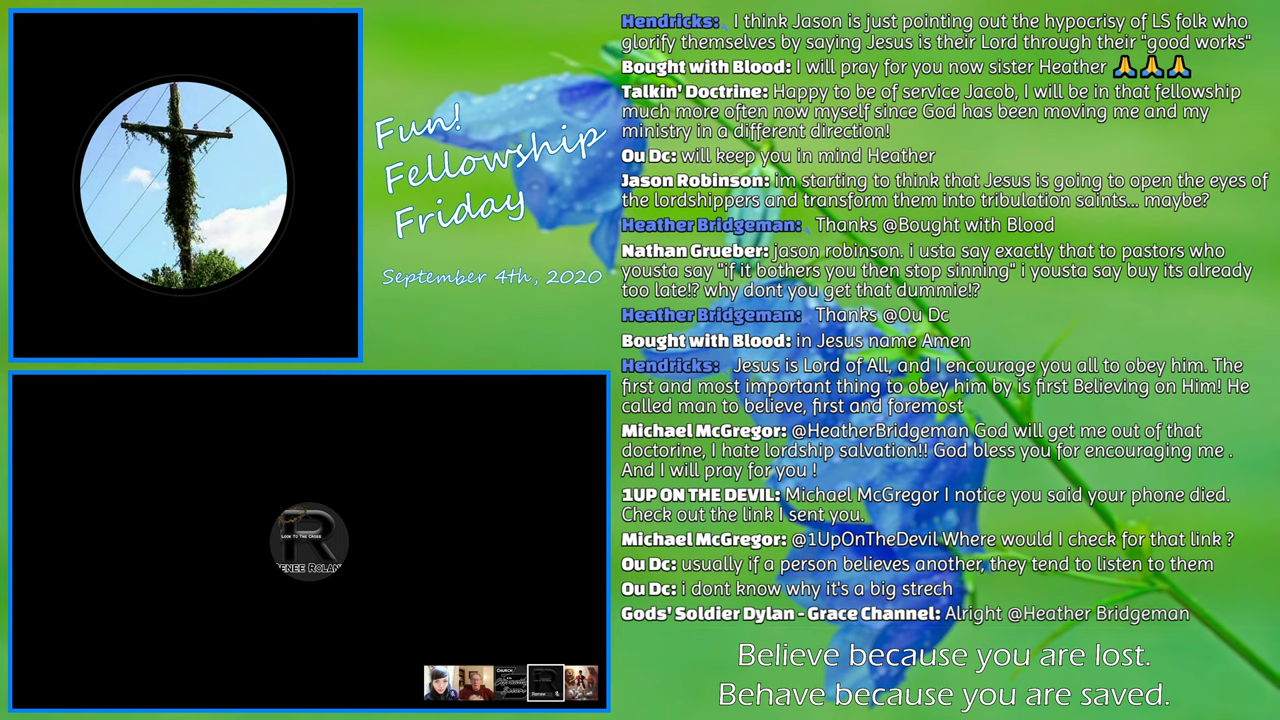 Fun!
Fellowship
Friday
September 4th, 2020
LOOK TO THE CROSS
R
RENEE ROLAN
CHURCH
Renee
Hendricks: I think Jason is just pointing out the hypocrisy of LS folk who
glorify themselves by saying Jesus is their Lord through their "good works"
Bought with Blood: I will pray for you now sister Heather 🙏🙏🙏
Talkin' Doctrine: Happy to be of service Jacob, I will be in that fellowship
much more often now myself since God has been moving me and my
ministry in a different direction!
Ou Dc: will keep you in mind Heather
Jason Robinson: im starting to think that Jesus is going to open the eyes of
the lordshippers and transform them into tribulation saints... maybe?
Heather Bridgeman: Thanks @Bought with Blood
Nathan Grueber: jason robinson. i usta say exactly that to pastors who
yousta say "if it bothers you then stop sinning" i yousta say buy its already
too late!? why dont you get that dummie!?
Heather Bridgeman: Thanks @Ou Dc
Bought with Blood: in Jesus name Amen
Hendricks: Jesus is Lord of All, and I encourage you all to obey him. The
first and most important thing to obey him by is first Believing on Him! He
called man to believe, first and foremost
Michael McGregor: @HeatherBridgeman God will get me out of that
doctorine, I hate lordship salvation!! God bless you for encouraging me .
And I will pray for you !
1UP ON THE DEVIL: Michael McGregor I notice you said your phone died.
Check out the link I sent you.
Michael McGregor: @1UpOnTheDevil Where would I check for that link ?
Ou Dc: usually if a person believes another, they tend to listen to them
Ou Dc: i dont know why it's a big strech
Gods' Soldier Dylan - Grace Channel: Alright @Heather Bridgeman
Believe because you are lost.
Behave because you are saved.